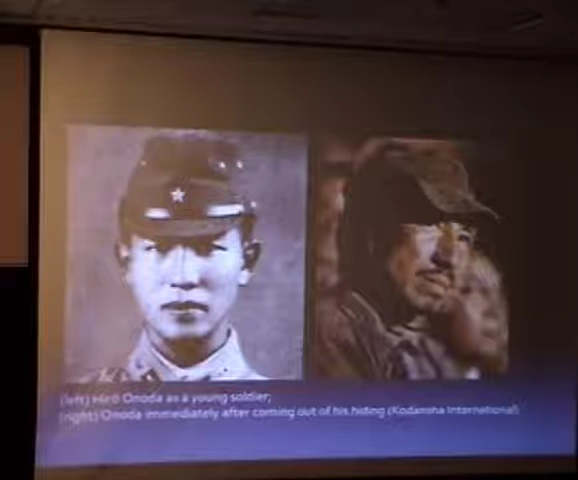 (left) Hiro Onoda as a young soldier;
(right) Onoda immediately after coming out of his hiding (Kodansha International)